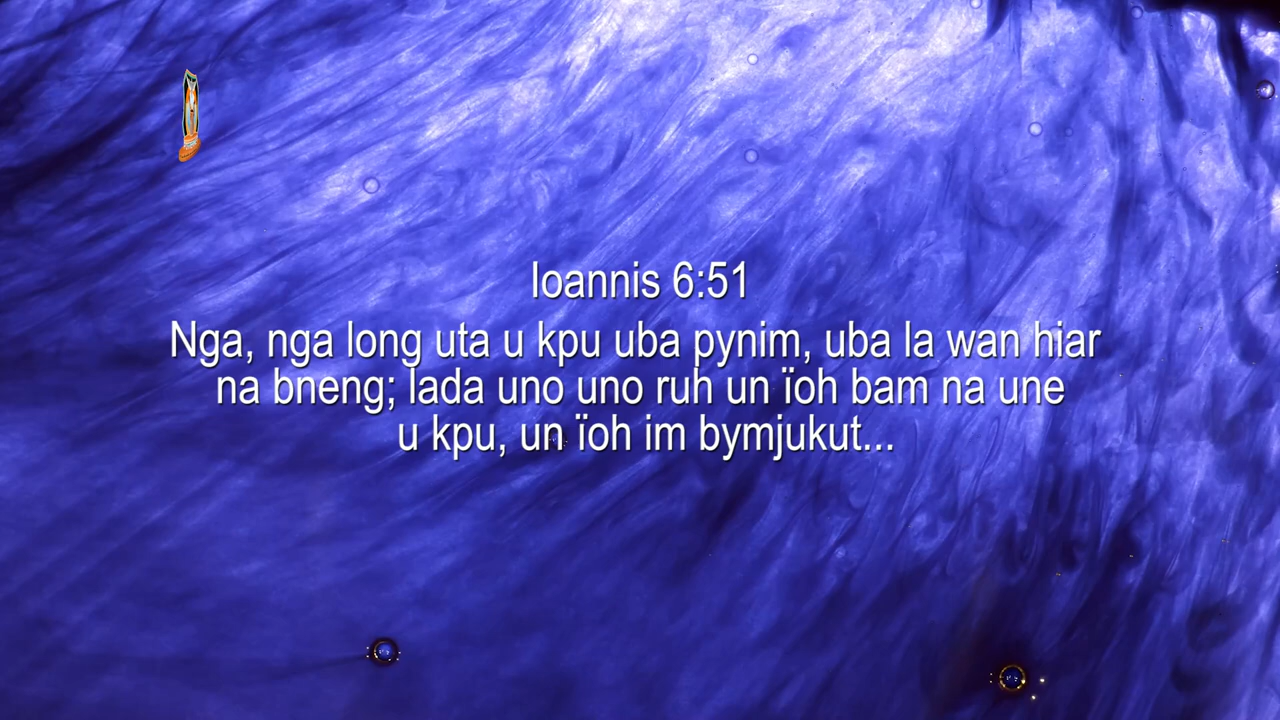 Ioannis 6:51
Nga, nga long uta u kpu uba pynim, uba la wan hiar
na bneng; lada uno uno ruh un ïoh bam na une
u kpu, un ïoh im bymjukut...